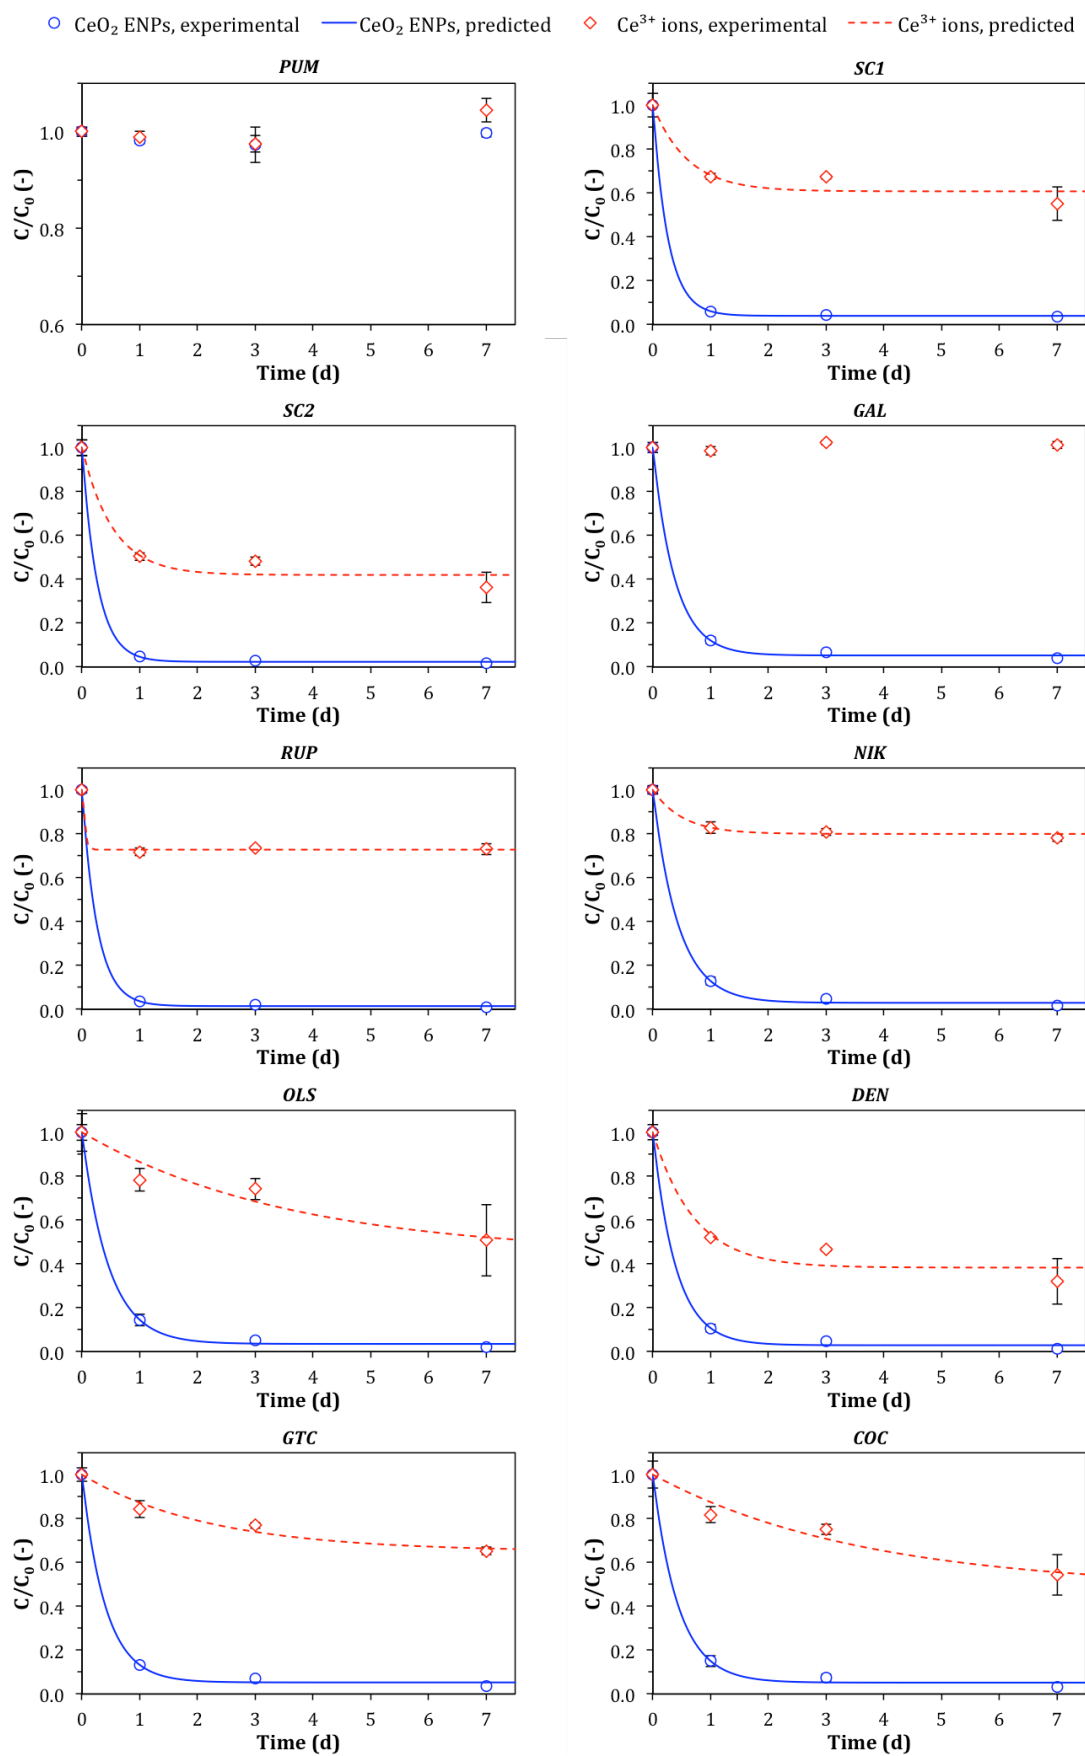 CeO₂ ENPs, experimental CeO₂ ENPs, predicted Ce³⁺ ions, experimental Ce³⁺ ions, predicted
PUM
C/C₀ (-)
1.0
0.8
0.6
0 1 2 3 4 5 6 7
Time (d)
SC1
C/C₀ (-)
1.0
0.8
0.6
0.4
0.2
0.0
0 1 2 3 4 5 6 7
Time (d)
SC2
C/C₀ (-)
1.0
0.8
0.6
0.4
0.2
0.0
0 1 2 3 4 5 6 7
Time (d)
GAL
C/C₀ (-)
1.0
0.8
0.6
0.4
0.2
0.0
0 1 2 3 4 5 6 7
Time (d)
RUP
C/C₀ (-)
1.0
0.8
0.6
0.4
0.2
0.0
0 1 2 3 4 5 6 7
Time (d)
NIK
C/C₀ (-)
1.0
0.8
0.6
0.4
0.2
0.0
0 1 2 3 4 5 6 7
Time (d)
OLS
C/C₀ (-)
1.0
0.8
0.6
0.4
0.2
0.0
0 1 2 3 4 5 6 7
Time (d)
DEN
C/C₀ (-)
1.0
0.8
0.6
0.4
0.2
0.0
0 1 2 3 4 5 6 7
Time (d)
GTC
C/C₀ (-)
1.0
0.8
0.6
0.4
0.2
0.0
0 1 2 3 4 5 6 7
Time (d)
COC
C/C₀ (-)
1.0
0.8
0.6
0.4
0.2
0.0
0 1 2 3 4 5 6 7
Time (d)